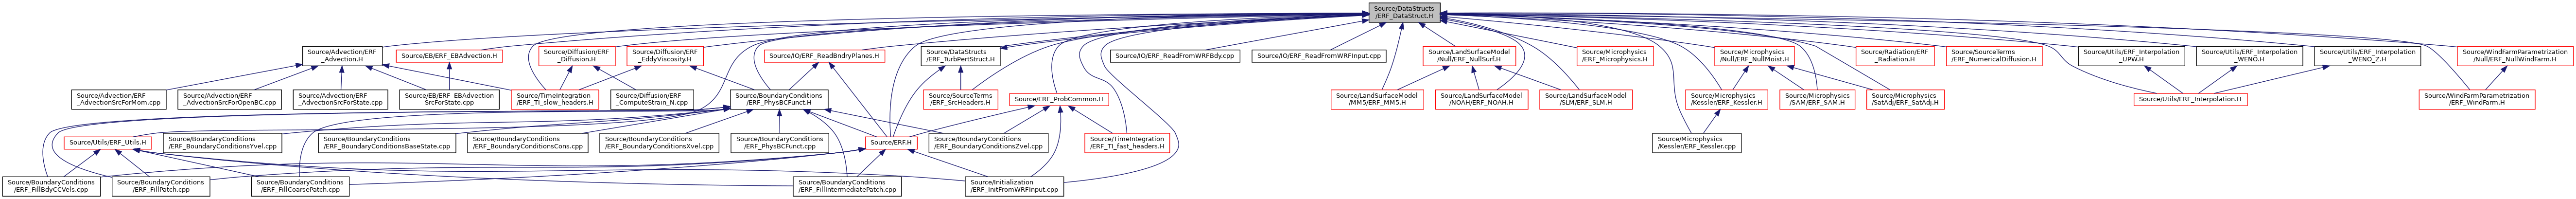 Source/DataStructs
/ERF_DataStruct.H
Source/Advection/ERF
_Advection.H
Source/EB/ERF_EBAdvection.H
Source/Diffusion/ERF
_Diffusion.H
Source/Diffusion/ERF
_EddyViscosity.H
Source/IO/ERF_ReadBndryPlanes.H
Source/DataStructs
/ERF_TurbPertStruct.H
Source/IO/ERF_ReadFromWRFBdy.cpp
Source/IO/ERF_ReadFromWRFInput.cpp
Source/LandSurfaceModel
/Null/ERF_NullSurf.H
Source/Microphysics
/ERF_Microphysics.H
Source/Microphysics
/Null/ERF_NullMoist.H
Source/Radiation/ERF
_Radiation.H
Source/SourceTerms
/ERF_NumericalDiffusion.H
Source/Utils/ERF_Interpolation
_UPW.H
Source/Utils/ERF_Interpolation
_WENO.H
Source/Utils/ERF_Interpolation
_WENO_Z.H
Source/WindFarmParametrization
/Null/ERF_NullWindFarm.H
Source/Advection/ERF
_AdvectionSrcForMom.cpp
Source/Advection/ERF
_AdvectionSrcForOpenBC.cpp
Source/Advection/ERF
_AdvectionSrcForState.cpp
Source/EB/ERF_EBAdvection
SrcForState.cpp
Source/TimeIntegration
/ERF_TI_slow_headers.H
Source/Diffusion/ERF
_ComputeStrain_N.cpp
Source/BoundaryConditions
/ERF_PhysBCFunct.H
Source/SourceTerms
/ERF_SrcHeaders.H
Source/ERF_ProbCommon.H
Source/LandSurfaceModel
/MM5/ERF_MM5.H
Source/LandSurfaceModel
/NOAH/ERF_NOAH.H
Source/LandSurfaceModel
/SLM/ERF_SLM.H
Source/Microphysics
/Kessler/ERF_Kessler.H
Source/Microphysics
/SAM/ERF_SAM.H
Source/Microphysics
/SatAdj/ERF_SatAdj.H
Source/Utils/ERF_Interpolation.H
Source/WindFarmParametrization
/ERF_WindFarm.H
Source/Utils/ERF_Utils.H
Source/BoundaryConditions
/ERF_BoundaryConditionsYvel.cpp
Source/BoundaryConditions
/ERF_BoundaryConditionsBaseState.cpp
Source/BoundaryConditions
/ERF_BoundaryConditionsCons.cpp
Source/BoundaryConditions
/ERF_BoundaryConditionsXvel.cpp
Source/BoundaryConditions
/ERF_PhysBCFunct.cpp
Source/ERF.H
Source/BoundaryConditions
/ERF_BoundaryConditionsZvel.cpp
Source/TimeIntegration
/ERF_TI_fast_headers.H
Source/Microphysics
/Kessler/ERF_Kessler.cpp
Source/BoundaryConditions
/ERF_FillBdyCCVels.cpp
Source/BoundaryConditions
/ERF_FillPatch.cpp
Source/BoundaryConditions
/ERF_FillCoarsePatch.cpp
Source/BoundaryConditions
/ERF_FillIntermediatePatch.cpp
Source/Initialization
/ERF_InitFromWRFInput.cpp